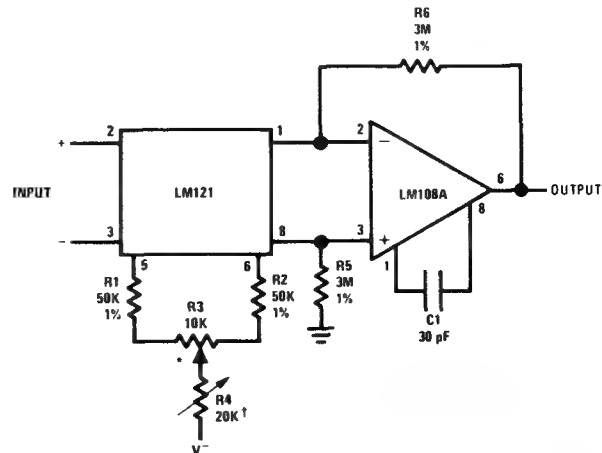 R6
3M
1%
2
1
2
6
+
−
INPUT
LM121
LM108A
OUTPUT
8
−
3
8
3
+
1
5
6
R1
50K
1%
R3
10K
R2
50K
1%
R5
3M
1%
C1
30 pF
*
R4
20K†
V−